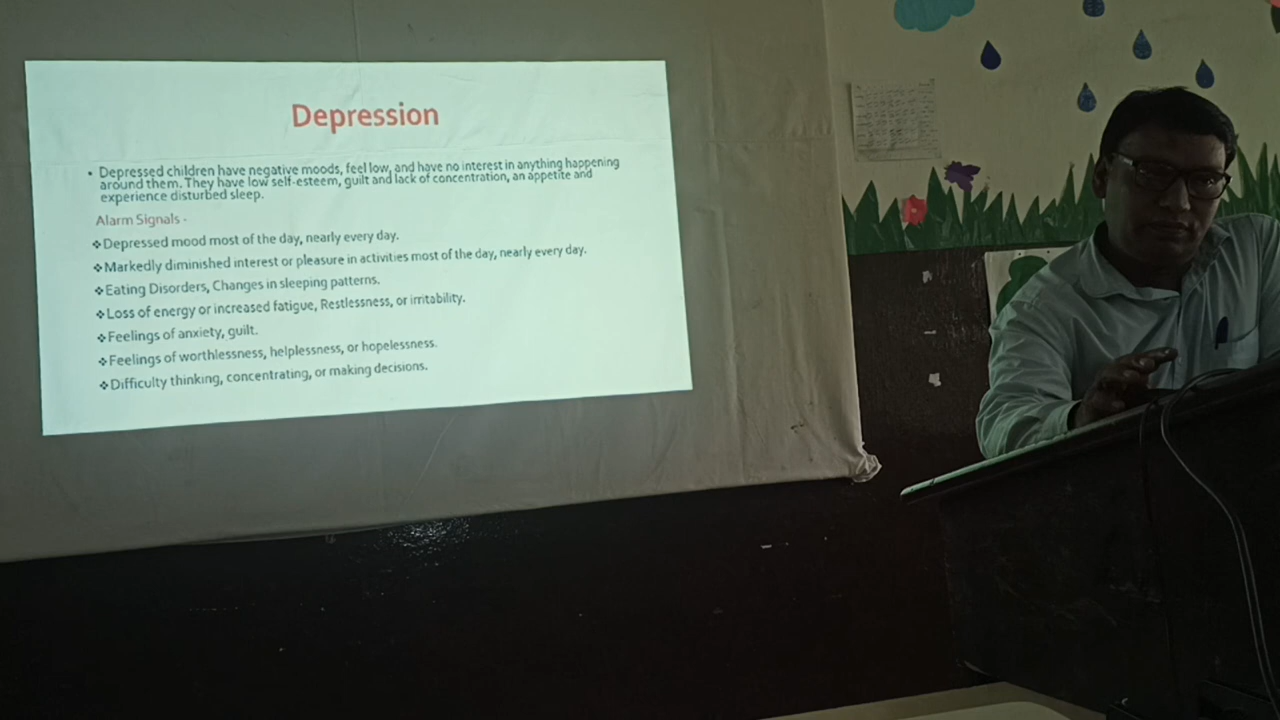 Depression
• Depressed children have negative moods, feel low, and have no interest in anything happening
around them. They have low self-esteem, guilt and lack of concentration, an appetite and
experience disturbed sleep.
Alarm Signals -
❖Depressed mood most of the day, nearly every day.
❖Markedly diminished interest or pleasure in activities most of the day, nearly every day.
❖Eating Disorders, Changes in sleeping patterns.
❖Loss of energy or increased fatigue, Restlessness, or irritability.
❖Feelings of anxiety, guilt.
❖Feelings of worthlessness, helplessness, or hopelessness.
❖Difficulty thinking, concentrating, or making decisions.